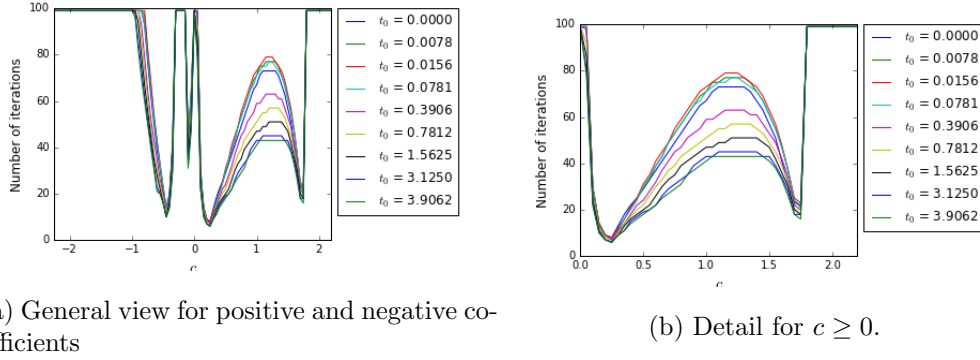 100
80
60
40
20
0
Number of iterations
−2
−1
0
1
2
c
t₀ = 0.0000
t₀ = 0.0078
t₀ = 0.0156
t₀ = 0.0781
t₀ = 0.3906
t₀ = 0.7812
t₀ = 1.5625
t₀ = 3.1250
t₀ = 3.9062
a) General view for positive and negative co-
fficients
100
80
60
40
20
0
Number of iterations
0.0
0.5
1.0
1.5
2.0
c
t₀ = 0.0000
t₀ = 0.0078
t₀ = 0.0156
t₀ = 0.0781
t₀ = 0.3906
t₀ = 0.7812
t₀ = 1.5625
t₀ = 3.1250
t₀ = 3.9062
(b) Detail for c ≥ 0.